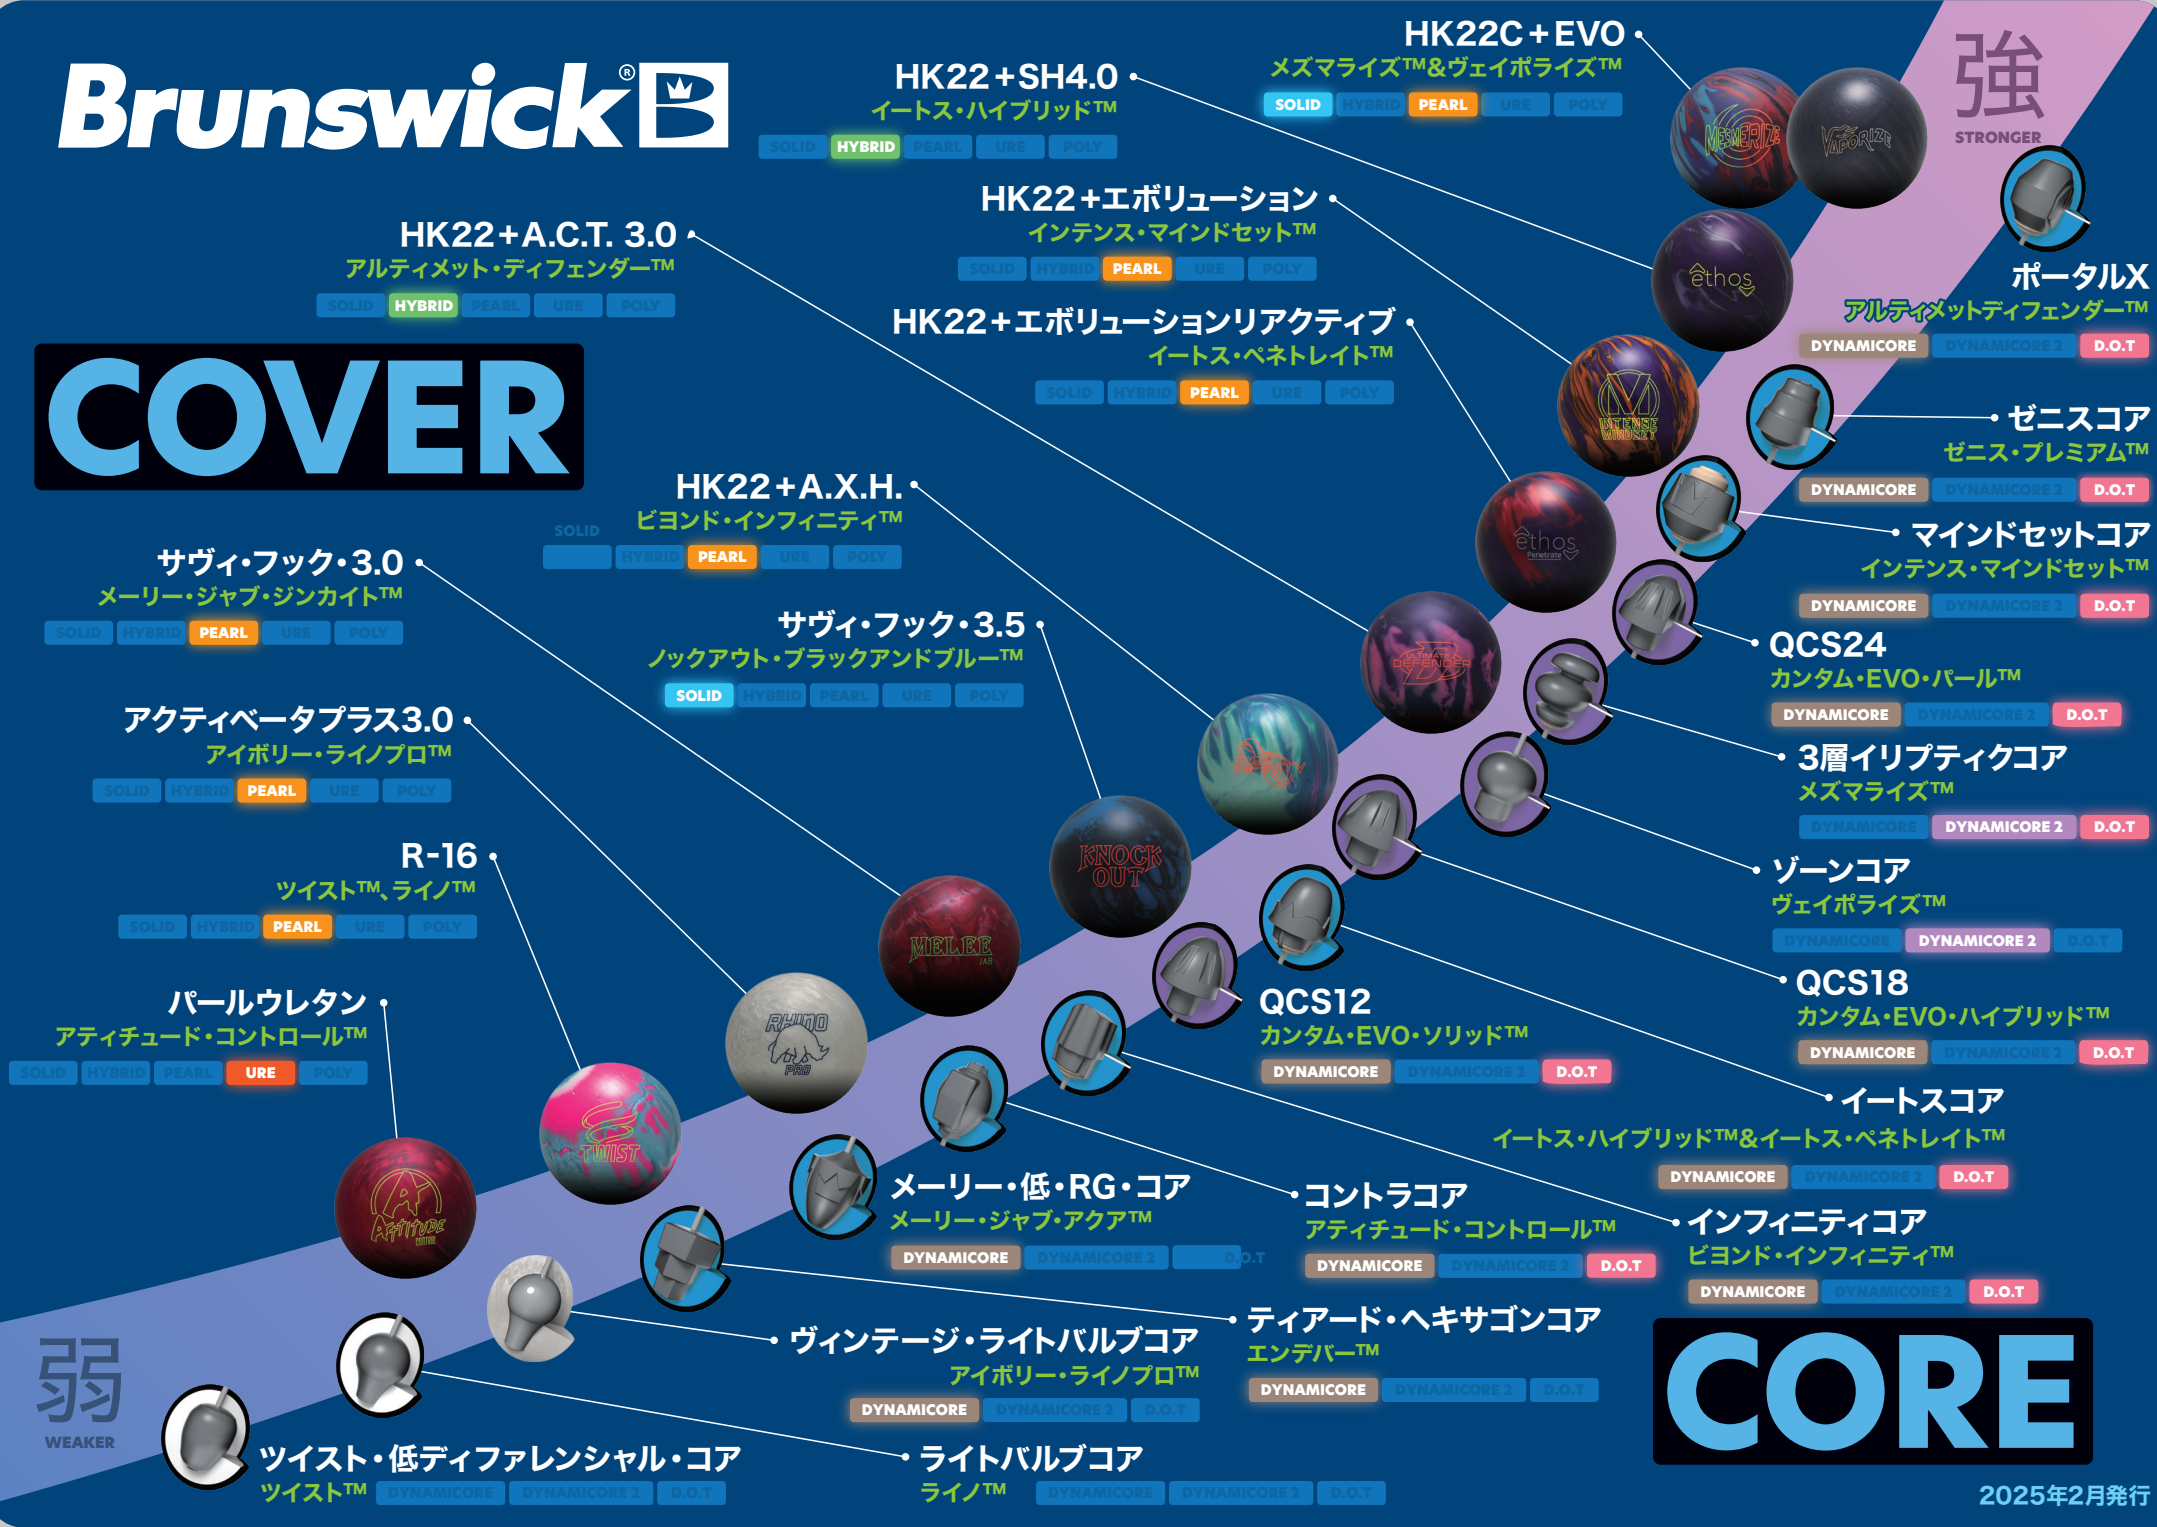 Brunswick® B
COVER
HK22C+EVO
メズマライズ™&ヴェイポライズ™
SOLID HYBRID PEARL URE POLY
HK22+SH4.0
イートス・ハイブリッド™
SOLID HYBRID PEARL URE POLY
HK22+エボリューション
インテンス・マインドセット™
SOLID HYBRID PEARL URE POLY
HK22+A.C.T. 3.0
アルティメット・ディフェンダー™
SOLID HYBRID PEARL URE POLY
HK22+エボリューションリアクティブ
イートス・ペネトレイト™
SOLID HYBRID PEARL URE POLY
HK22+A.X.H.
ビヨンド・インフィニティ™
SOLID
HYBRID PEARL URE POLY
サヴィ・フック・3.0
メーリー・ジャブ・ジンカイト™
SOLID HYBRID PEARL URE POLY
サヴィ・フック・3.5
ノックアウト・ブラックアンドブルー™
SOLID HYBRID PEARL URE POLY
アクティベータプラス3.0
アイボリー・ライノプロ™
SOLID HYBRID PEARL URE POLY
R-16
ツイスト™、ライノ™
SOLID HYBRID PEARL URE POLY
パールウレタン
アティチュード・コントロール™
SOLID HYBRID PEARL URE POLY
強
STRONGER
MESMERIZE
VAPORIZE
êthos
INTENSE
MINDSET
êthos
Penetrate
ULTIMATE
DEFENDER
KNOCK
OUT
MELEE
JAB
RHINO
PRO
TWIST
ATTITUDE
CONTROL
弱
WEAKER
ポータルX
アルティメットディフェンダー™
DYNAMICORE DYNAMICORE 2 D.O.T
ゼニスコア
ゼニス・プレミアム™
DYNAMICORE DYNAMICORE 2 D.O.T
マインドセットコア
インテンス・マインドセット™
DYNAMICORE DYNAMICORE 2 D.O.T
QCS24
カンタム・EVO・パール™
DYNAMICORE DYNAMICORE 2 D.O.T
3層イリプティクコア
メズマライズ™
DYNAMICORE DYNAMICORE 2 D.O.T
ゾーンコア
ヴェイポライズ™
DYNAMICORE DYNAMICORE 2 D.O.T
QCS18
カンタム・EVO・ハイブリッド™
DYNAMICORE DYNAMICORE 2 D.O.T
イートスコア
イートス・ハイブリッド™&イートス・ペネトレイト™
DYNAMICORE DYNAMICORE 2 D.O.T
QCS12
カンタム・EVO・ソリッド™
DYNAMICORE DYNAMICORE 2 D.O.T
インフィニティコア
ビヨンド・インフィニティ™
DYNAMICORE DYNAMICORE 2 D.O.T
コントラコア
アティチュード・コントロール™
DYNAMICORE DYNAMICORE 2 D.O.T
メーリー・低・RG・コア
メーリー・ジャブ・アクア™
DYNAMICORE DYNAMICORE 2 D.O.T
ティアード・ヘキサゴンコア
エンデバー™
DYNAMICORE DYNAMICORE 2 D.O.T
ヴィンテージ・ライトバルブコア
アイボリー・ライノプロ™
DYNAMICORE DYNAMICORE 2 D.O.T
ライトバルブコア
ライノ™ DYNAMICORE DYNAMICORE 2 D.O.T
ツイスト・低ディファレンシャル・コア
ツイスト™ DYNAMICORE DYNAMICORE 2 D.O.T
CORE
2025年2月発行